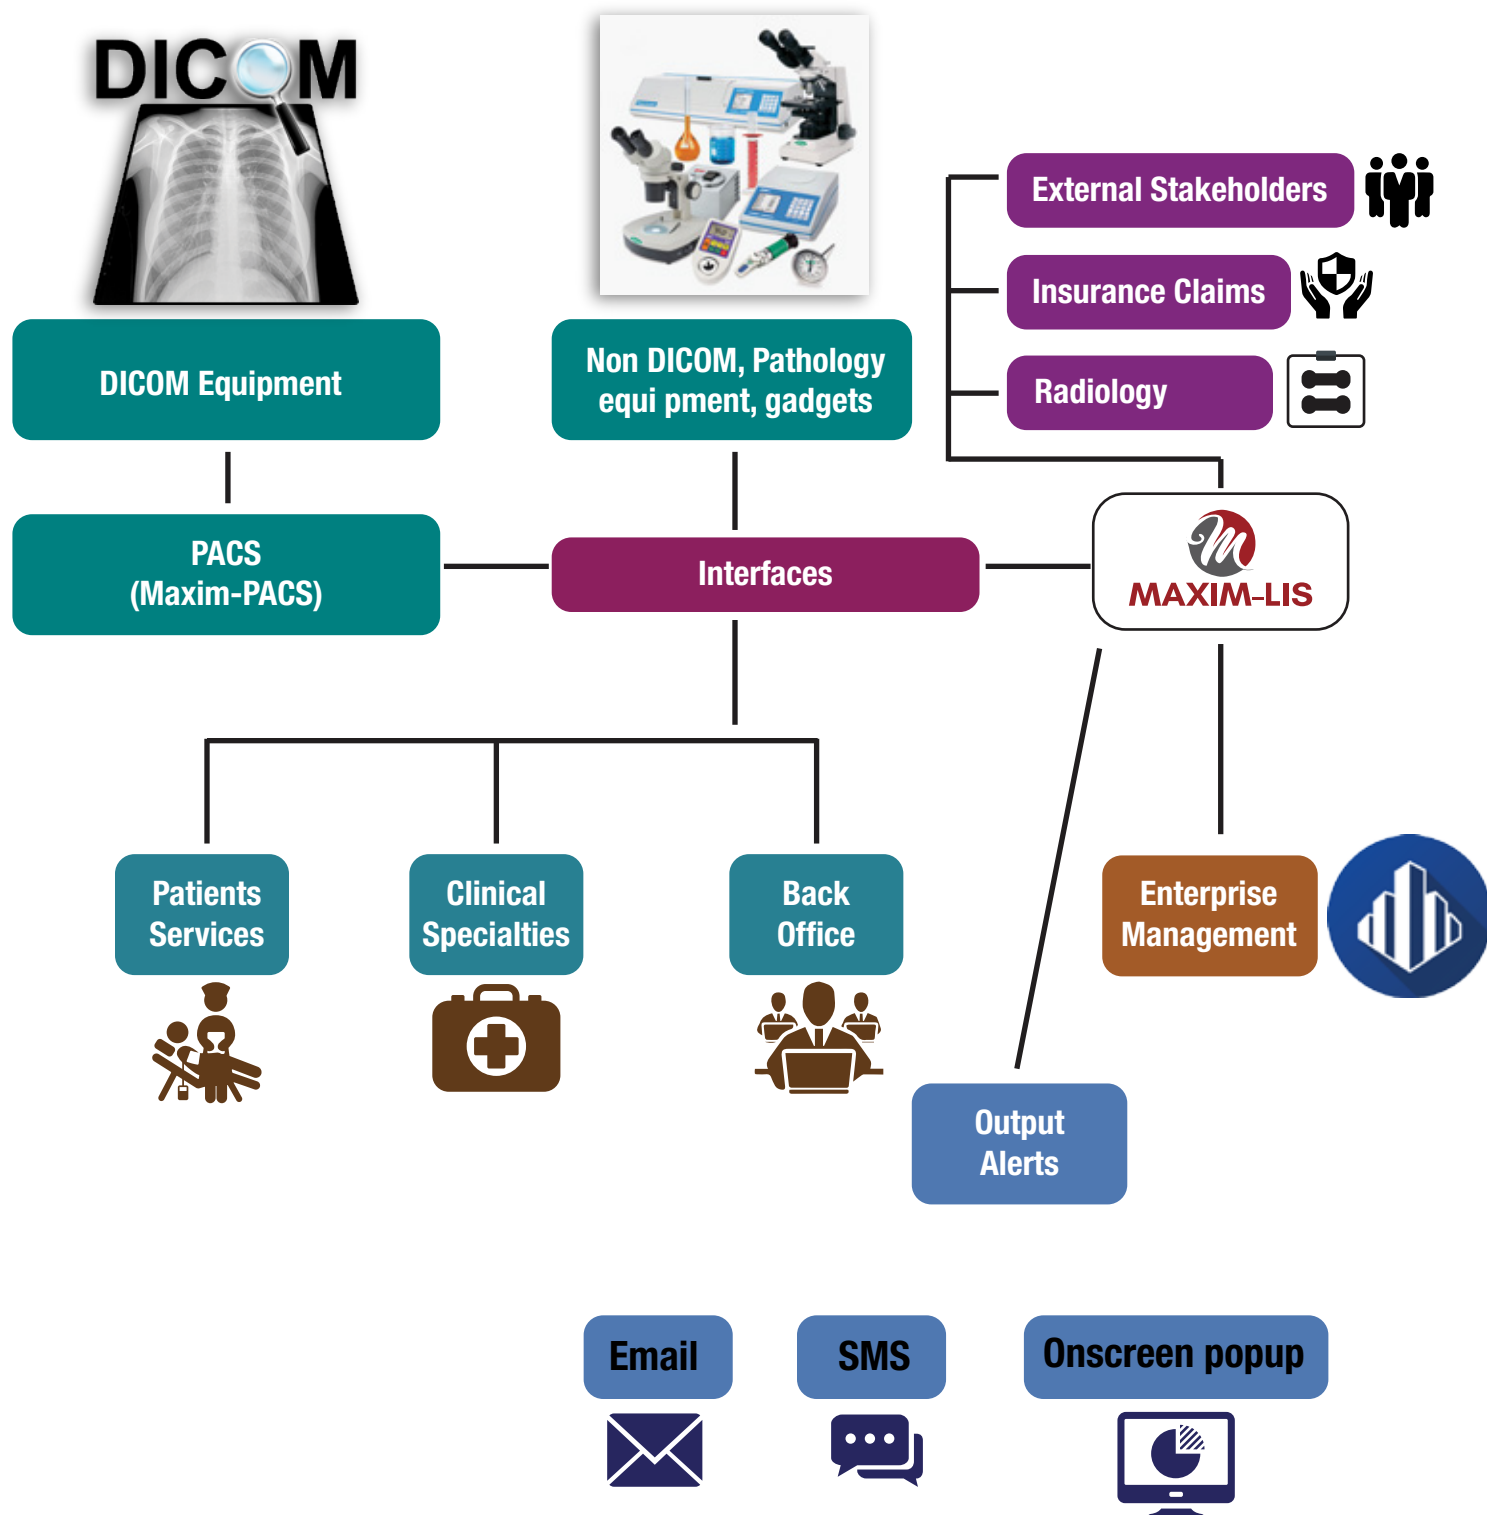 DICOM
External Stakeholders
Insurance Claims
Radiology
DICOM Equipment
Non DICOM, Pathology
equi pment, gadgets
PACS
(Maxim-PACS)
Interfaces
MAXIM-LIS
Patients
Services
Clinical
Specialties
Back
Office
Enterprise
Management
Output
Alerts
Email
SMS
Onscreen popup